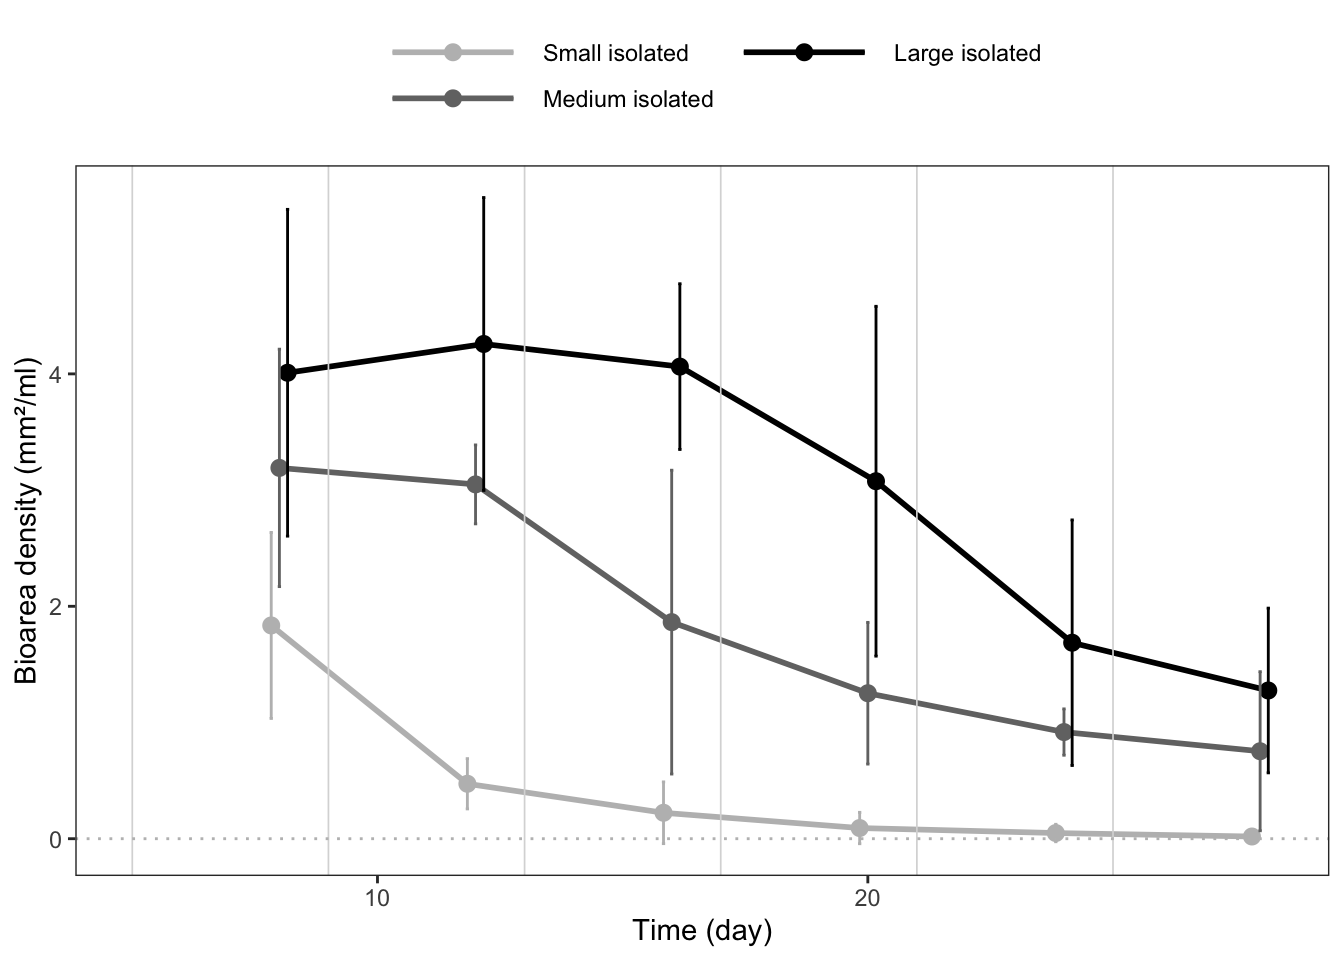 Small isolated
Large isolated
Medium isolated
Bioarea density (mm²/ml)
4
2
0
10
20
Time (day)